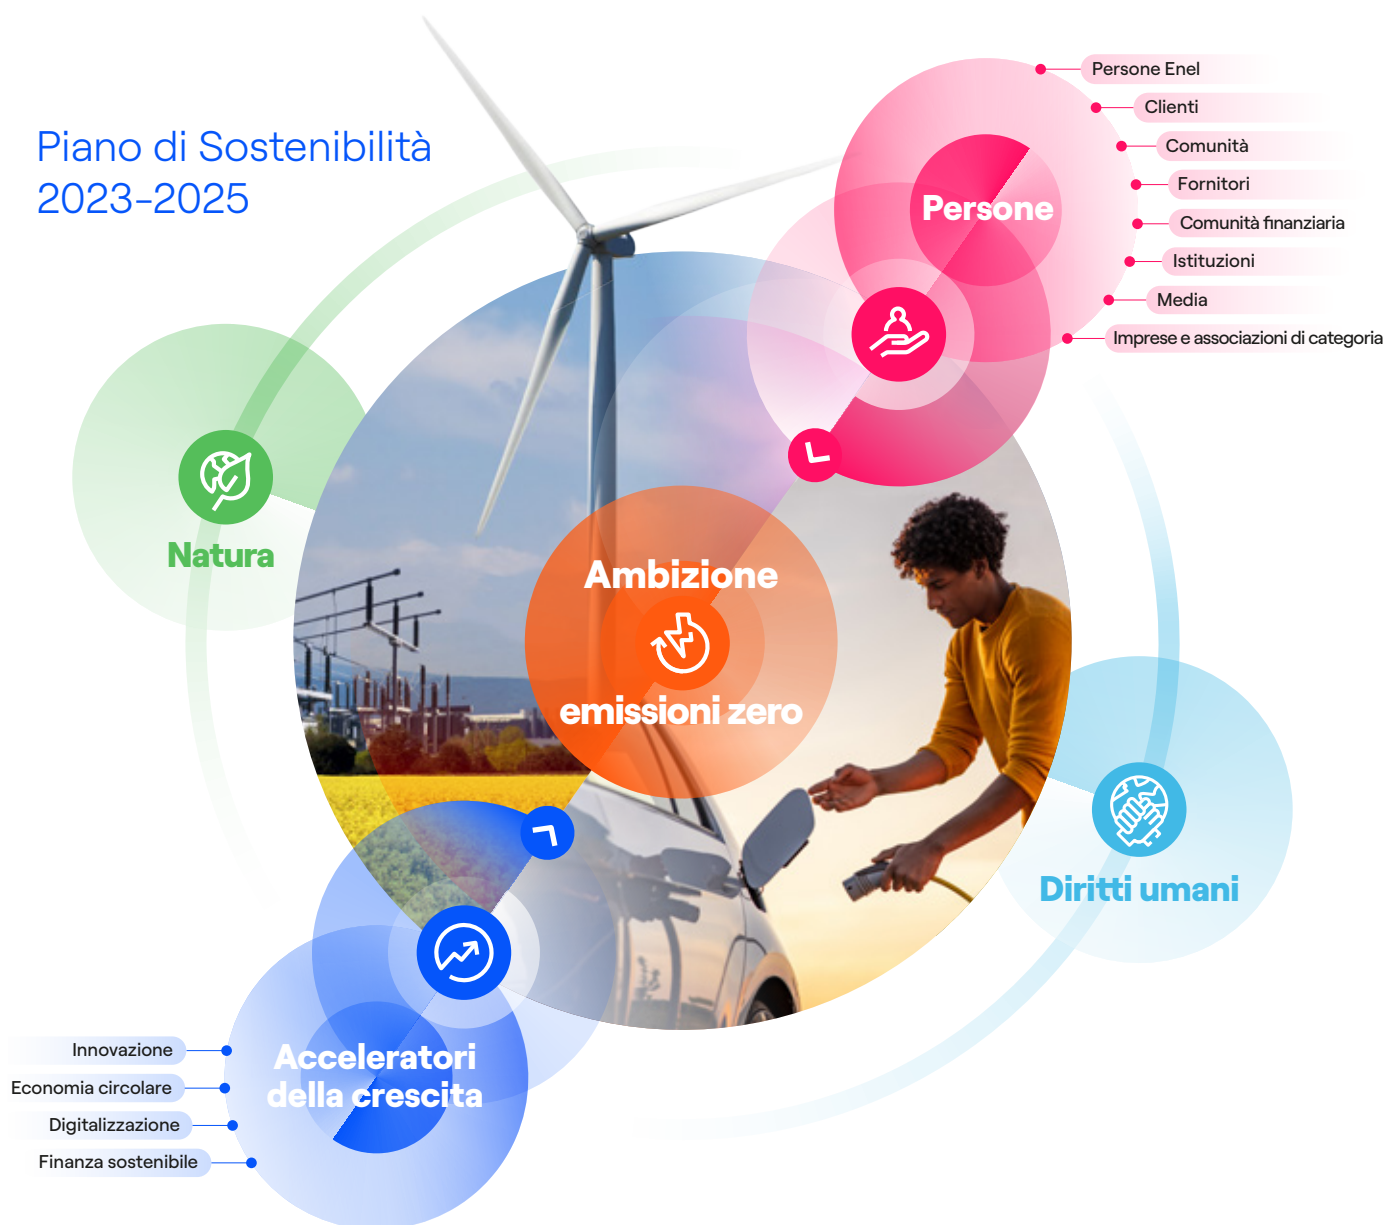 Piano di Sostenibilità
2023-2025
Persone
Persone Enel
Clienti
Comunità
Fornitori
Comunità finanziaria
Istituzioni
Media
Imprese e associazioni di categoria
Natura
Ambizione
emissioni zero
Diritti umani
Acceleratori
della crescita
Innovazione
Economia circolare
Digitalizzazione
Finanza sostenibile